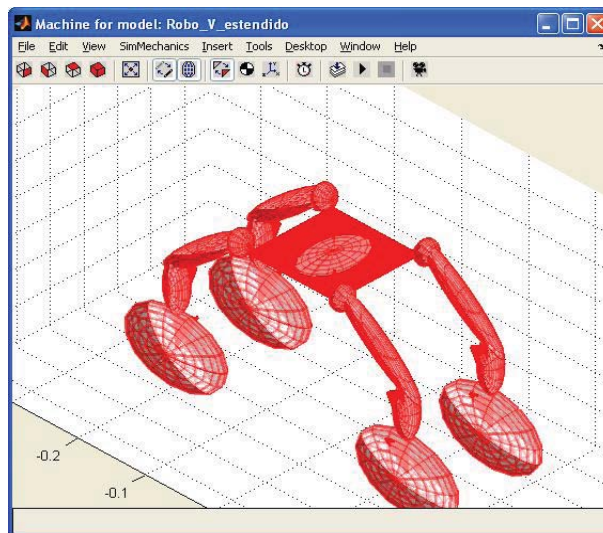 Machine for model: Robo_V_estendido
File Edit View SimMechanics Insert Tools Desktop Window Help
-0.2
-0.1